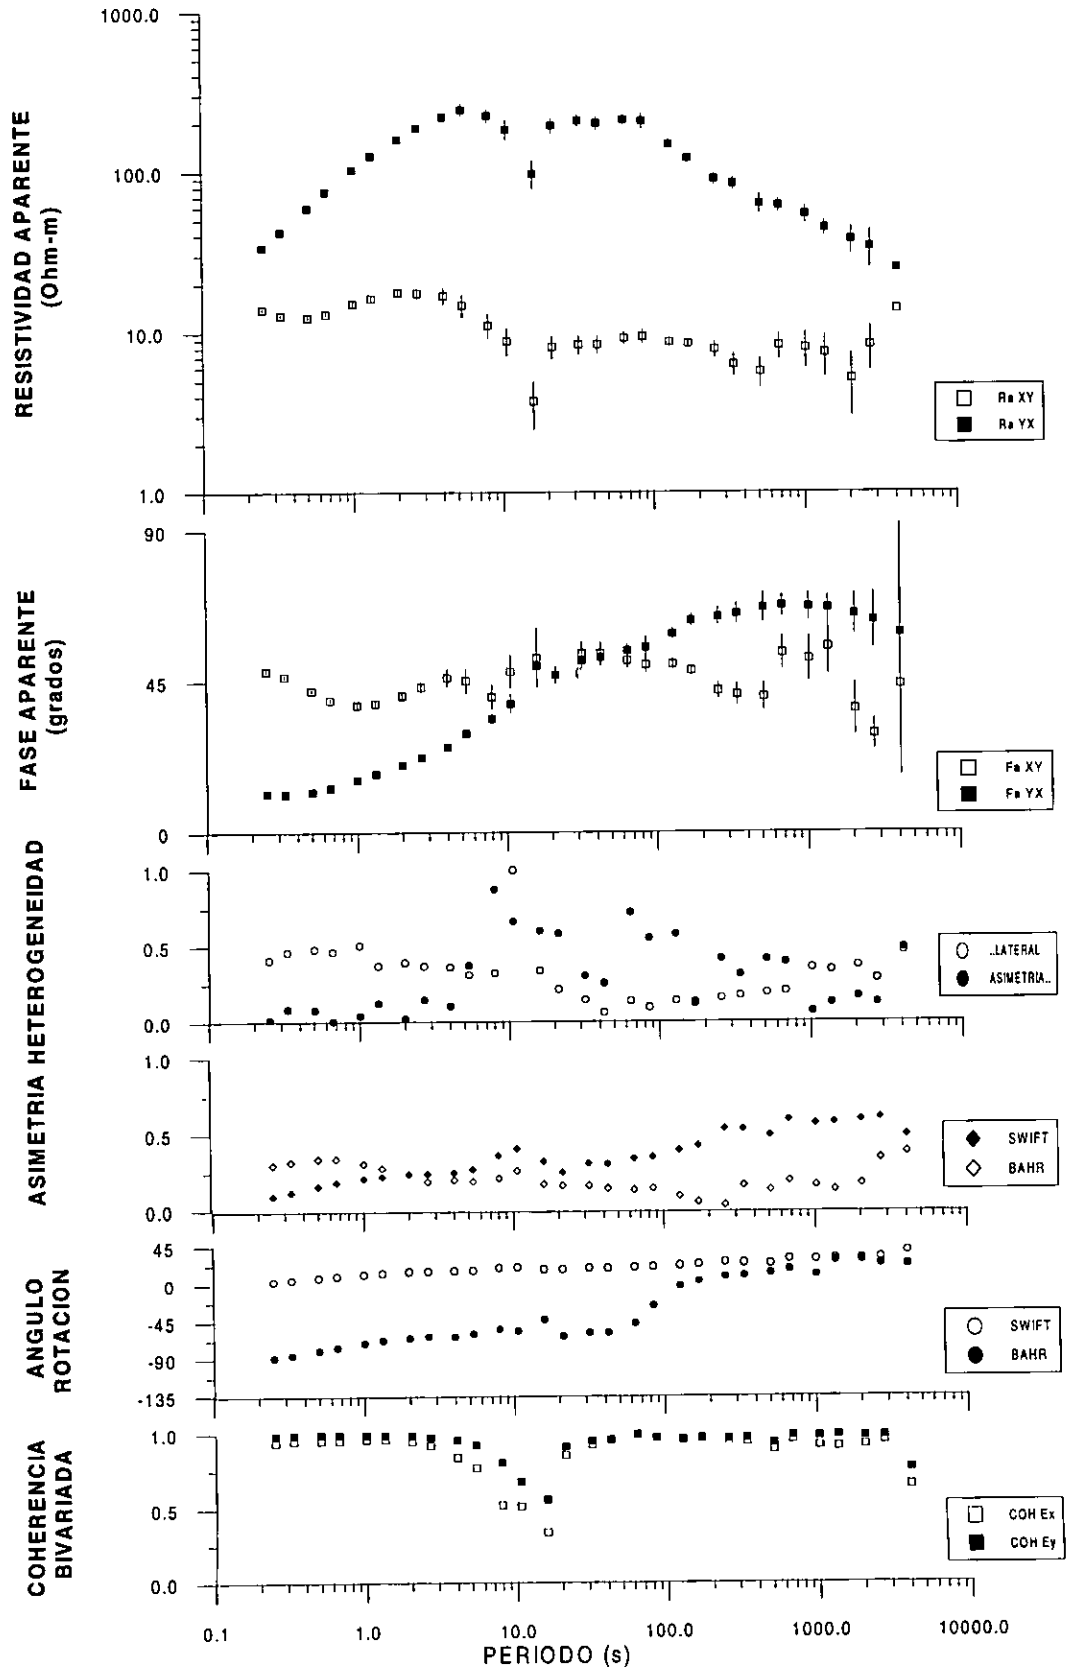 RESISTIVIDAD APARENTE
(Ohm-m)
1000.0
100.0
10.0
1.0
Ra XY
Ra YX
FASE APARENTE
(grados)
90
45
0
Fa XY
Fa YX
ASIMETRIA HETEROGENEIDAD
1.0
0.5
0.0
..LATERAL
ASIMETRIA..
1.0
0.5
0.0
SWIFT
BAHR
ANGULO
ROTACION
45
0
-45
-90
-135
SWIFT
BAHR
COHERENCIA
BIVARIADA
1.0
0.5
0.0
COH Ex
COH Ey
0.1
1.0
10.0
100.0
1000.0
10000.0
PERIODO (s)